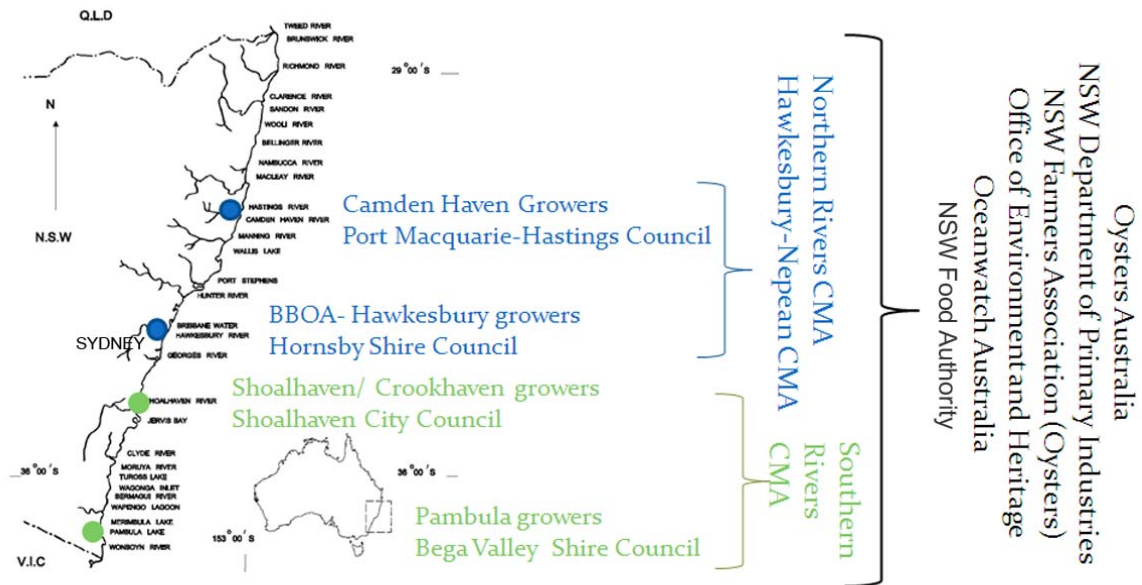 Q.L.D
TWEED RIVER
BRUNSWICK RIVER
RICHMOND RIVER
29 °00' S
CLARENCE RIVER
SANDON RIVER
WOOLI RIVER
BELLINGER RIVER
NAMBUCCA RIVER
MACLEAY RIVER
HASTINGS RIVER
CAMDEN HAVEN RIVER
MANNING RIVER
WALLIS LAKE
PORT STEPHENS
HUNTER RIVER
BRISBANE WATER
HAWKESBURY RIVER
SYDNEY
GEORGES RIVER
HOALHAVEN RIVER
JERVIS BAY
CLYDE RIVER
36 °00' S
MORUYA RIVER
TUROSS LAKE
WAGONGA INLET
BERMAGUI RIVER
WAPENGO LAGOON
MERIMBULA LAKE
PAMBULA LAKE
WONBOYN RIVER
V.I.C
N
N.S.W
Camden Haven Growers
Port Macquarie-Hastings Council
BBOA- Hawkesbury growers
Hornsby Shire Council
Shoalhaven/ Crookhaven growers
Shoalhaven City Council
36 °00' S
153 °00' S
Pambula growers
Bega Valley Shire Council
Northern Rivers CMA
Hawkesbury-Nepean CMA
Southern
Rivers
CMA
Oysters Australia
NSW Department of Primary Industries
NSW Farmers Association (Oysters)
Office of Environment and Heritage
Oceanwatch Australia
NSW Food Authority